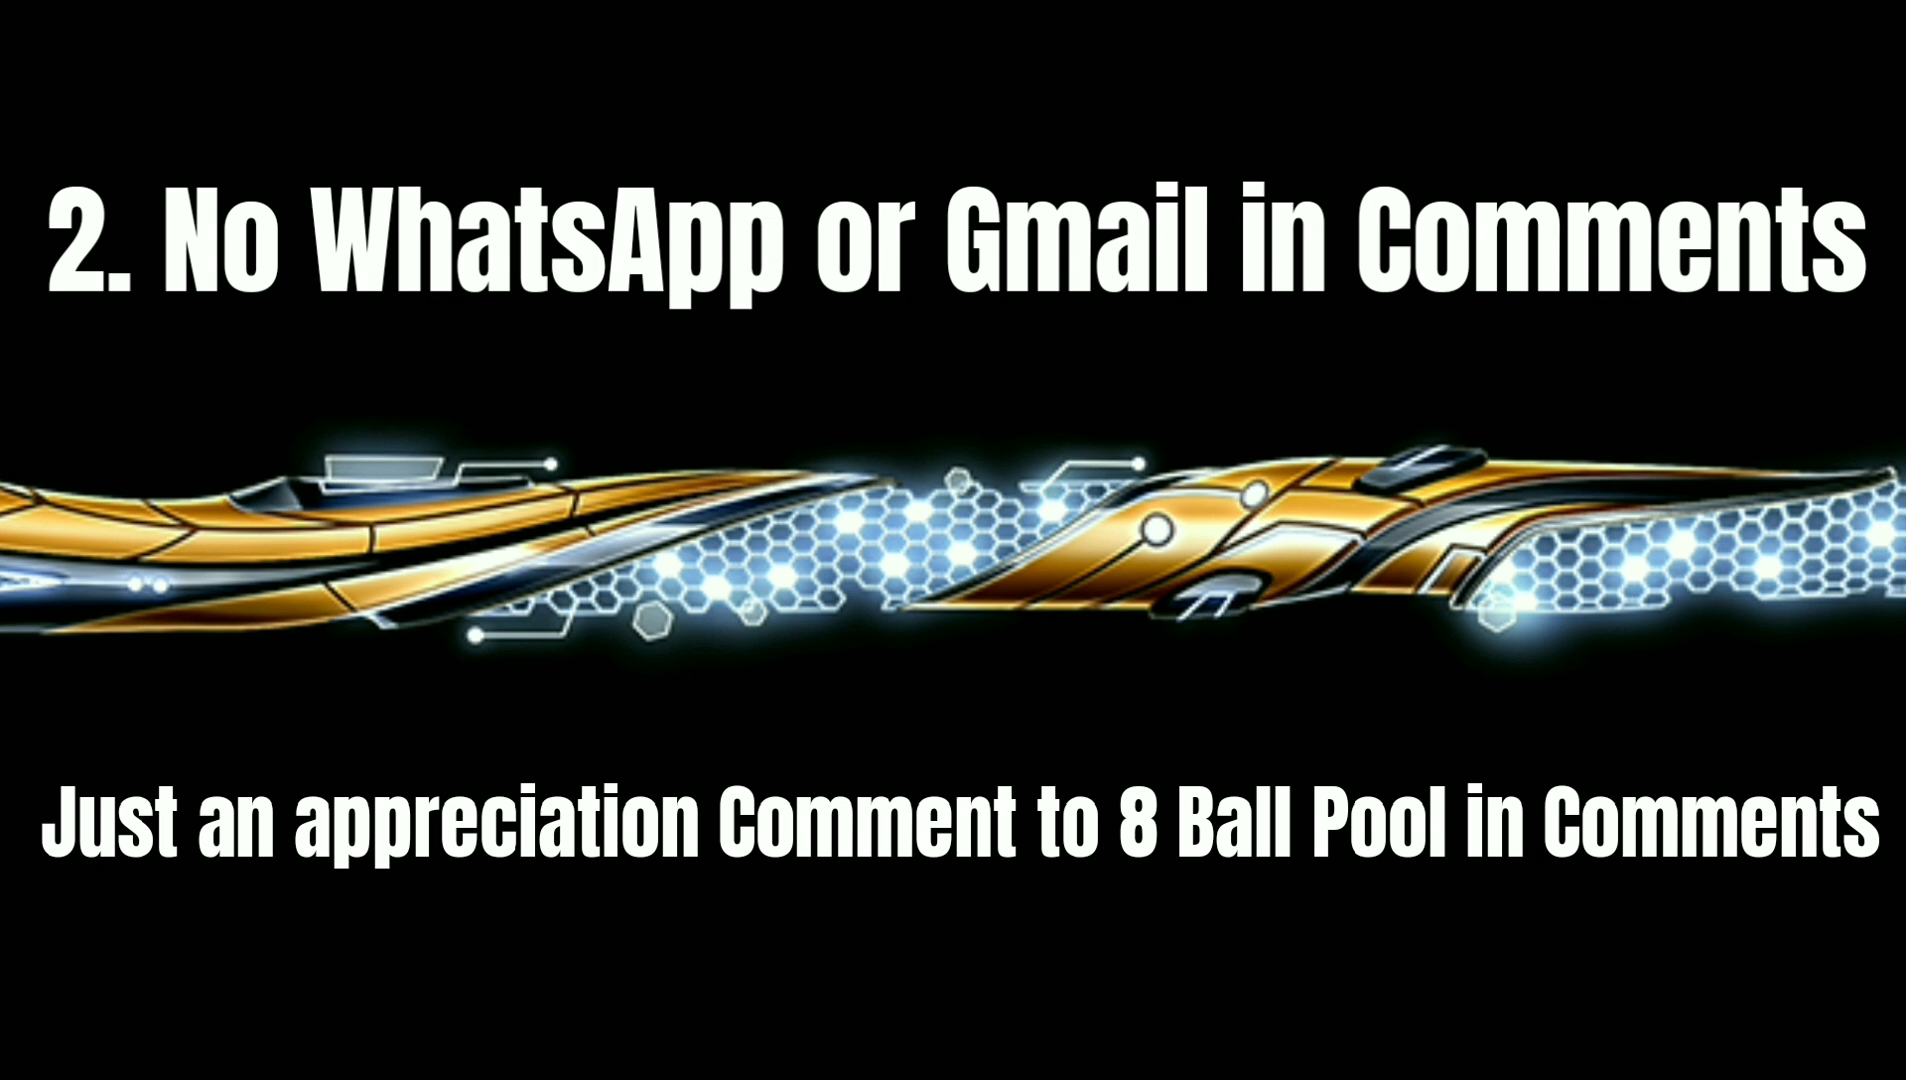 2. No WhatsApp or Gmail in Comments
Just an appreciation Comment to 8 Ball Pool in Comments